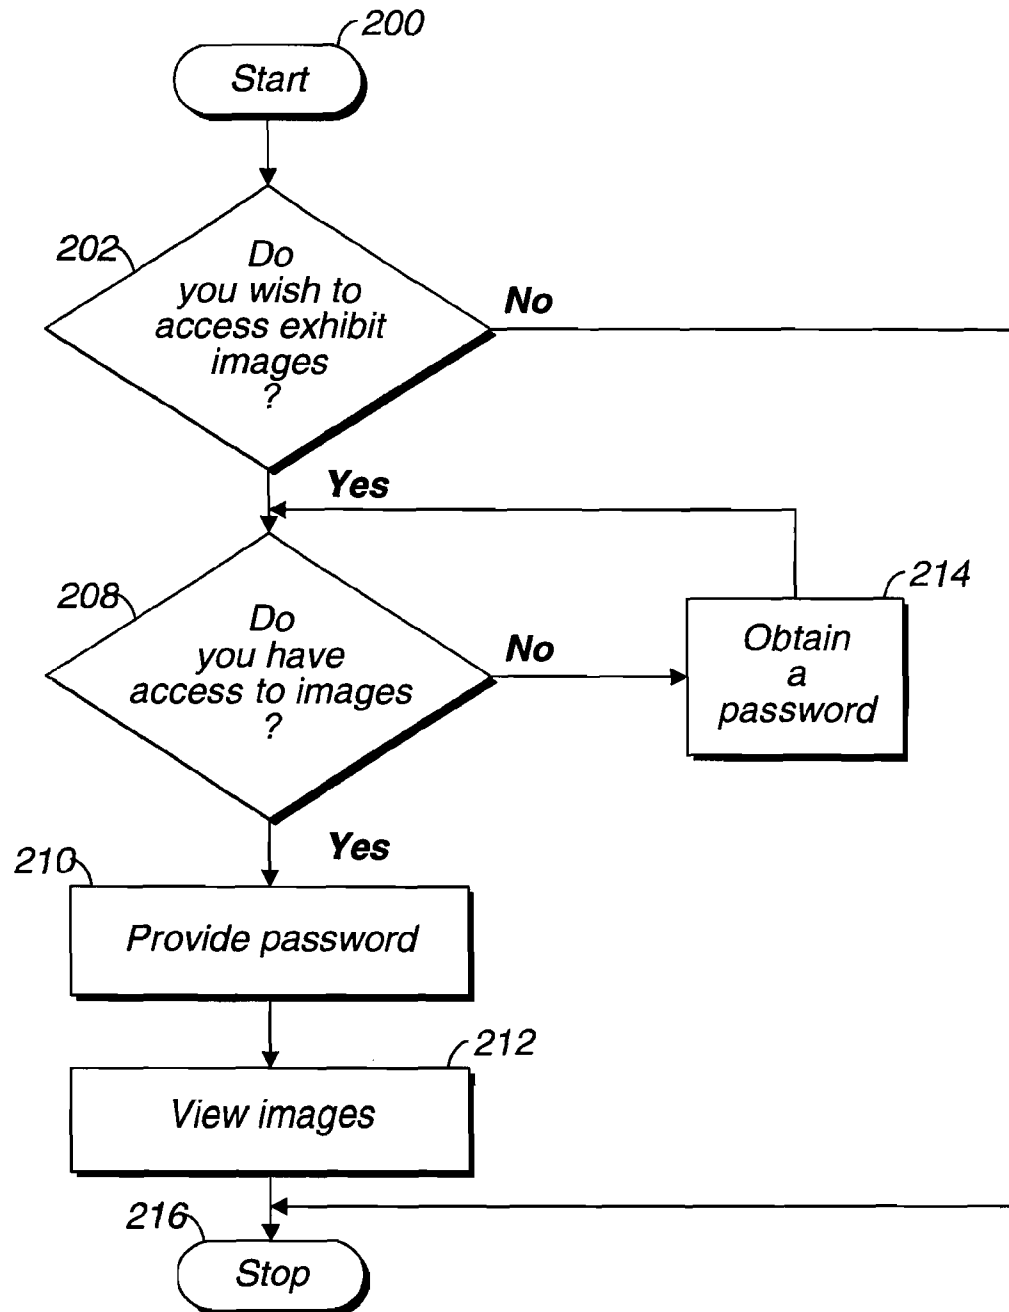 200
Start
202
Do
you wish to
access exhibit
images
?
No
Yes
208
Do
you have
access to images
?
No
214
Obtain
a
password
Yes
210
Provide password
212
View images
216
Stop